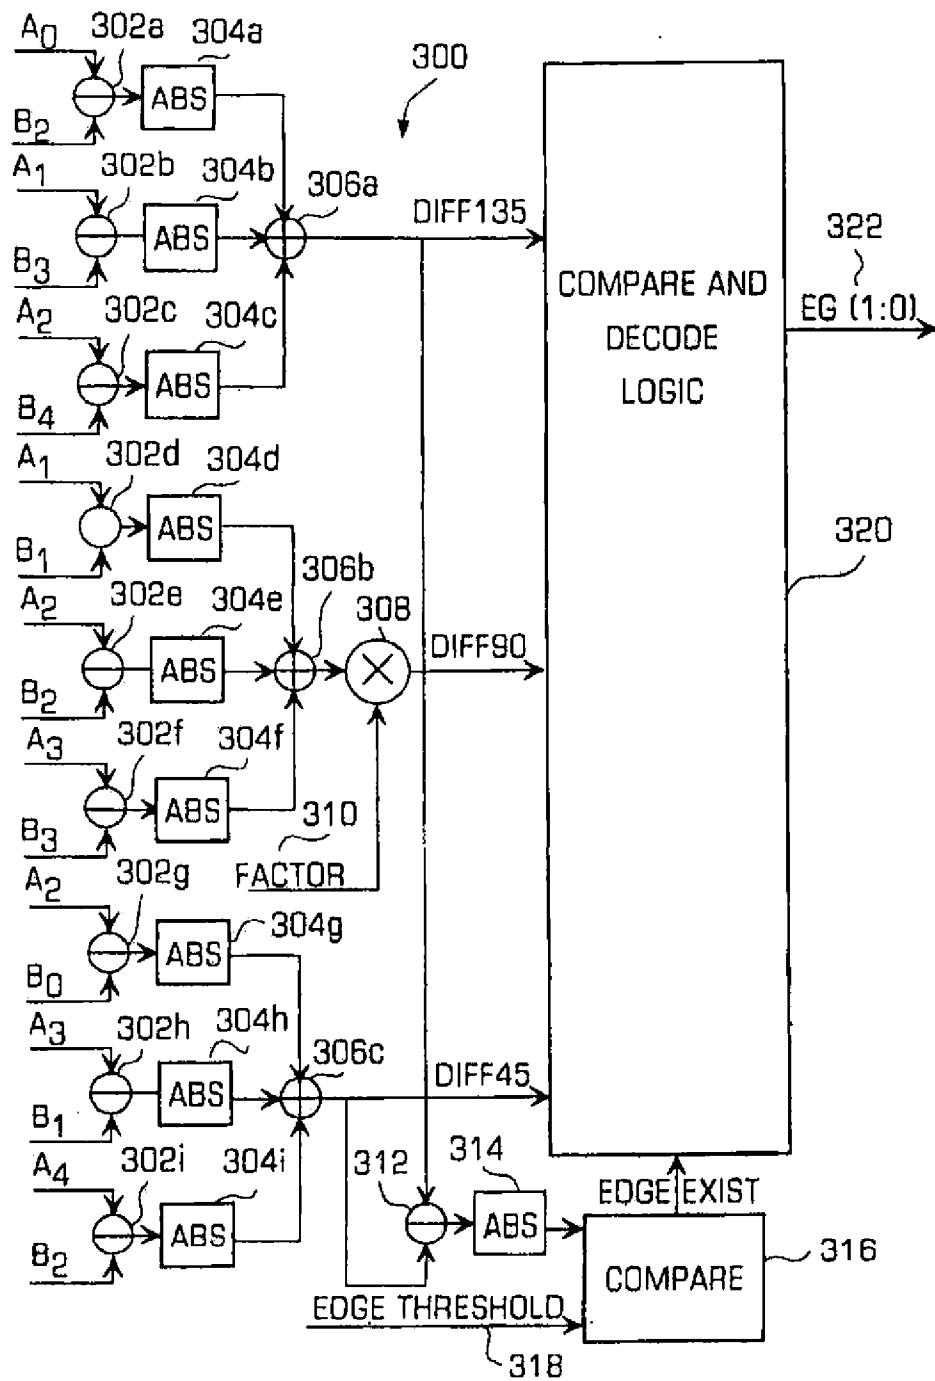 A0 302a 304a
ABS
300
B2
A1 302b 304b 306a
ABS
DIFF135
B3
322
COMPARE AND
DECODE
LOGIC
EG (1:0)
A2 302c 304c
ABS
B4
A1 302d 304d
ABS
B1
320
A2 302e 304e 306b
308
ABS
DIFF90
B2
A3 302f 304f
ABS
310
B3
FACTOR
A2 302g
304g
ABS
B0
A3 302h 304h
306c
ABS
DIFF45
B1
A4 302i 304i
312 314
ABS
ABS
EDGE EXIST
B2
316
COMPARE
EDGE THRESHOLD
318